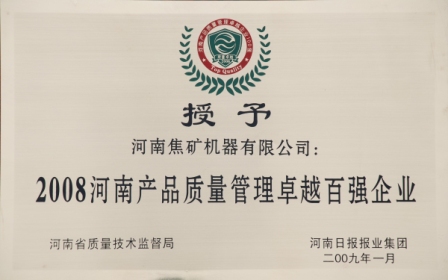 Top Quality
授予
河南焦矿机器有限公司：
2008河南产品质量管理卓越百强企业
河南省质量技术监督局
河南日报报业集团
二00九年一月